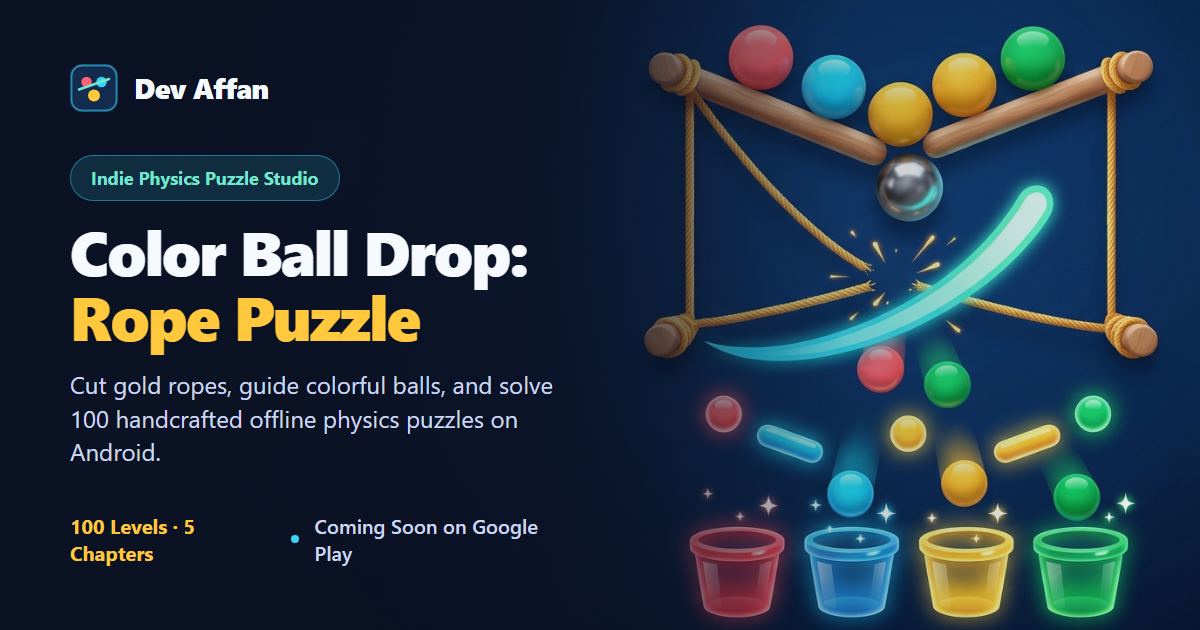 Dev Affan
Indie Physics Puzzle Studio
Color Ball Drop:
Rope Puzzle
Cut gold ropes, guide colorful balls, and solve
100 handcrafted offline physics puzzles on
Android.
100 Levels · 5
Chapters
Coming Soon on Google
Play